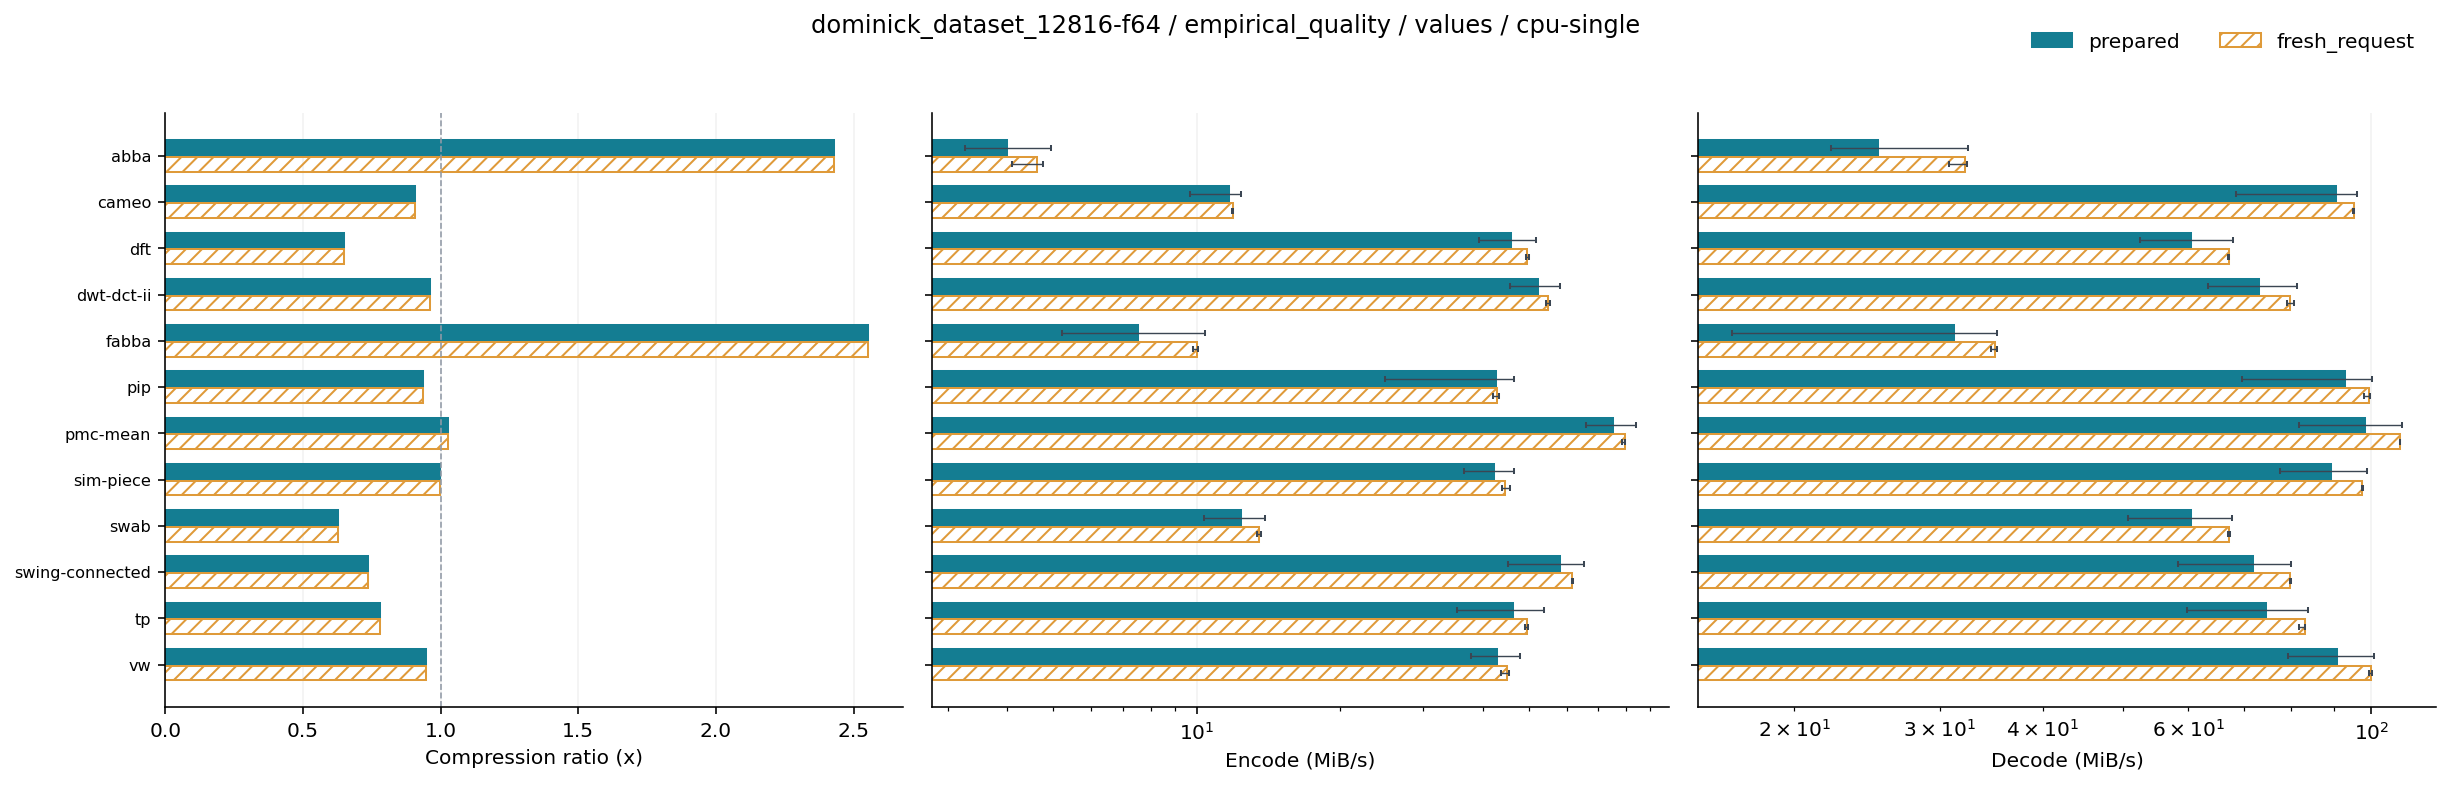 dominick_dataset_12816-f64 / empirical_quality / values / cpu-single
prepared fresh_request
abba
cameo
dft
dwt-dct-ii
fabba
pip
pmc-mean
sim-piece
swab
swing-connected
tp
vw
0.0 0.5 1.0 1.5 2.0 2.5
Compression ratio (x)
10¹
Encode (MiB/s)
2 × 10¹ 3 × 10¹ 4 × 10¹ 6 × 10¹ 10²
Decode (MiB/s)